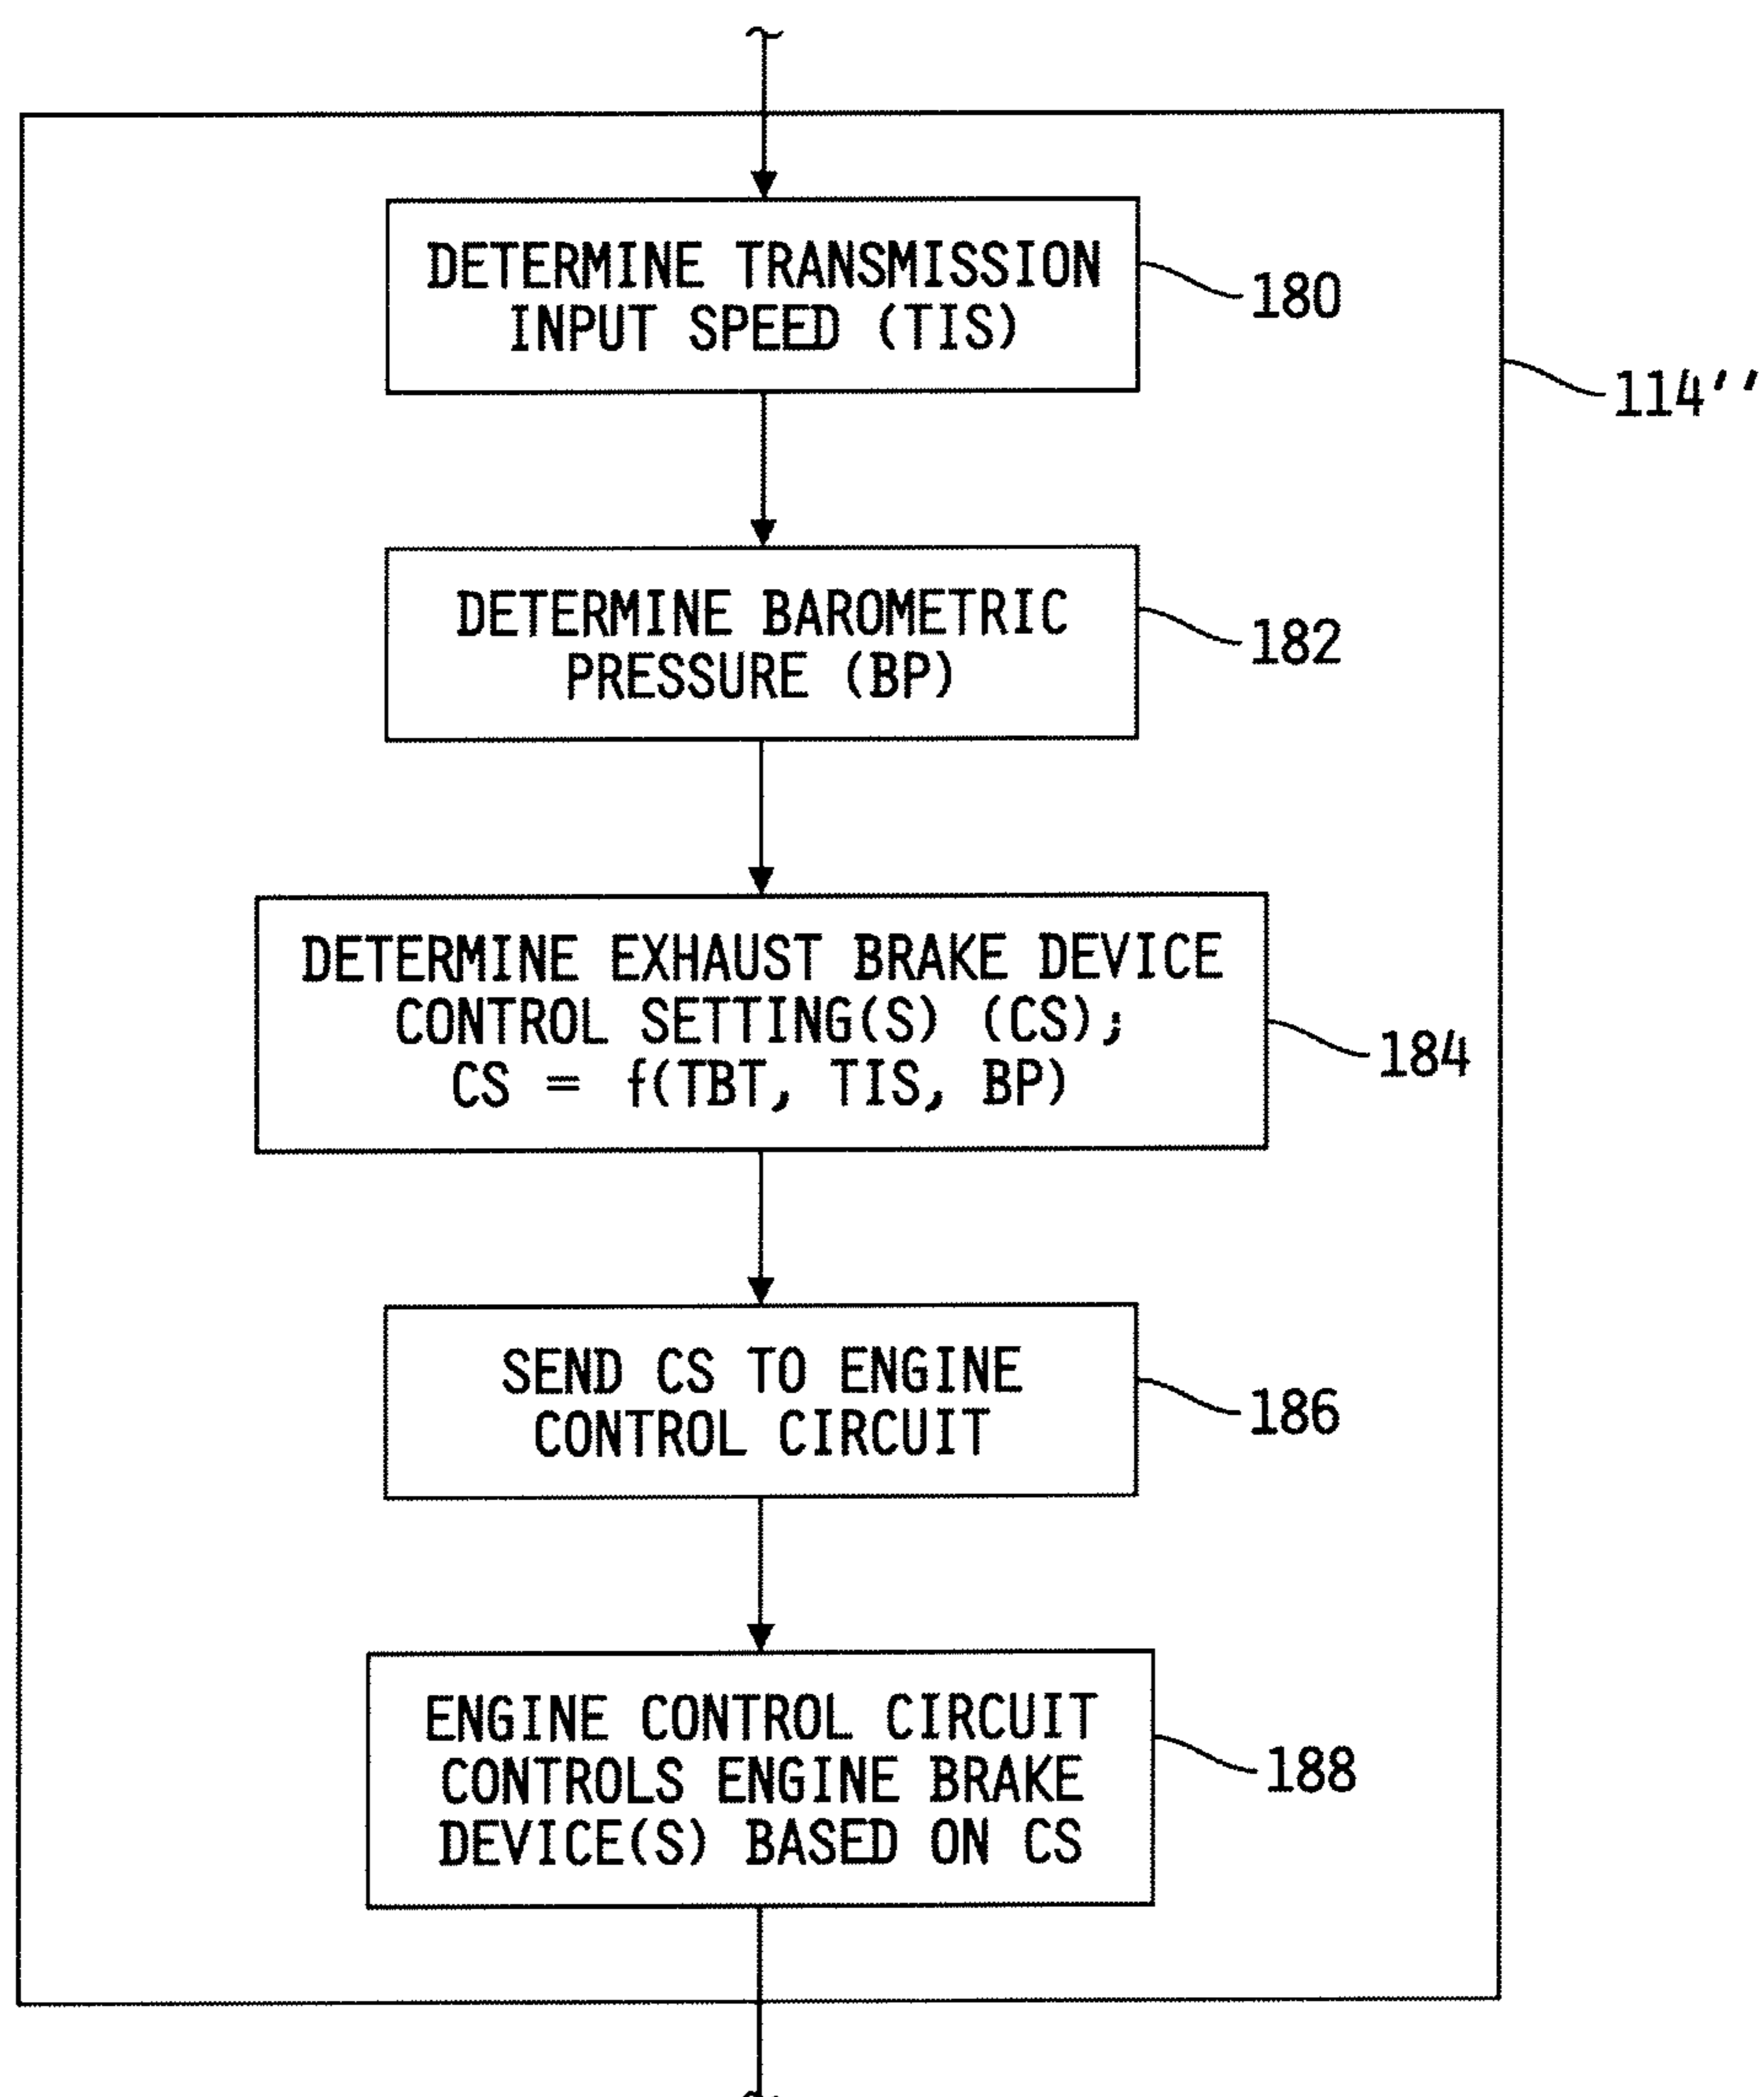 DETERMINE TRANSMISSION
INPUT SPEED (TIS)
180
114''
DETERMINE BAROMETRIC
PRESSURE (BP)
182
DETERMINE EXHAUST BRAKE DEVICE
CONTROL SETTING(S) (CS);
CS = f(TBT, TIS, BP)
184
SEND CS TO ENGINE
CONTROL CIRCUIT
186
ENGINE CONTROL CIRCUIT
CONTROLS ENGINE BRAKE
DEVICE(S) BASED ON CS
188